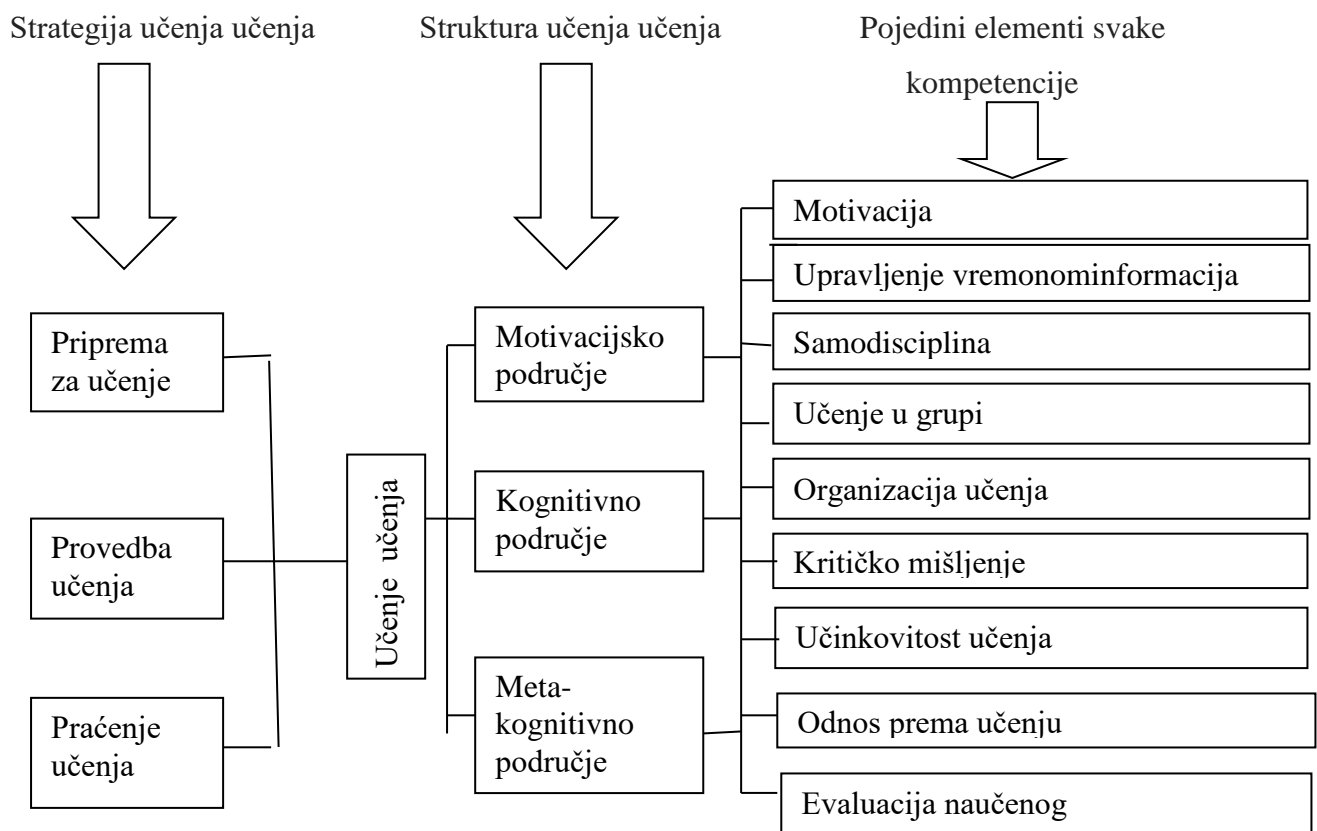 Strategija učenja učenja
Struktura učenja učenja
Pojedini elementi svake
kompetencije
Priprema
za učenje
Provedba
učenja
Praćenje
učenja
Učenje učenja
Motivacijsko
područje
Kognitivno
područje
Meta-
kognitivno
područje
Motivacija
Upravljenje vremonominformacija
Samodisciplina
Učenje u grupi
Organizacija učenja
Kritičko mišljenje
Učinkovitost učenja
Odnos prema učenju
Evaluacija naučenog